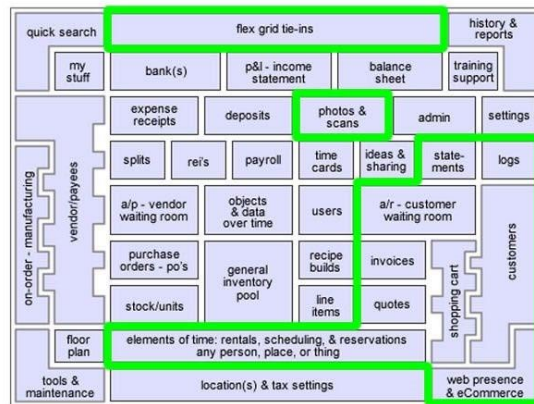 quick search
flex grid tie-ins
history &
reports
my
stuff
bank(s)
p&l - income
statement
balance
sheet
training
support
expense
receipts
deposits
photos &
scans
admin
settings
on-order - manufacturing
vendor/payees
splits
rei's
payroll
time
cards
ideas &
sharing
state-
ments
logs
a/p - vendor
waiting room
objects
& data
over time
users
a/r - customer
waiting room
customers
purchase
orders - po's
general
inventory
pool
recipe
builds
invoices
shopping cart
stock/units
line
items
quotes
floor
plan
elements of time: rentals, scheduling, & reservations
any person, place, or thing
tools &
maintenance
location(s) & tax settings
web presence
& eCommerce